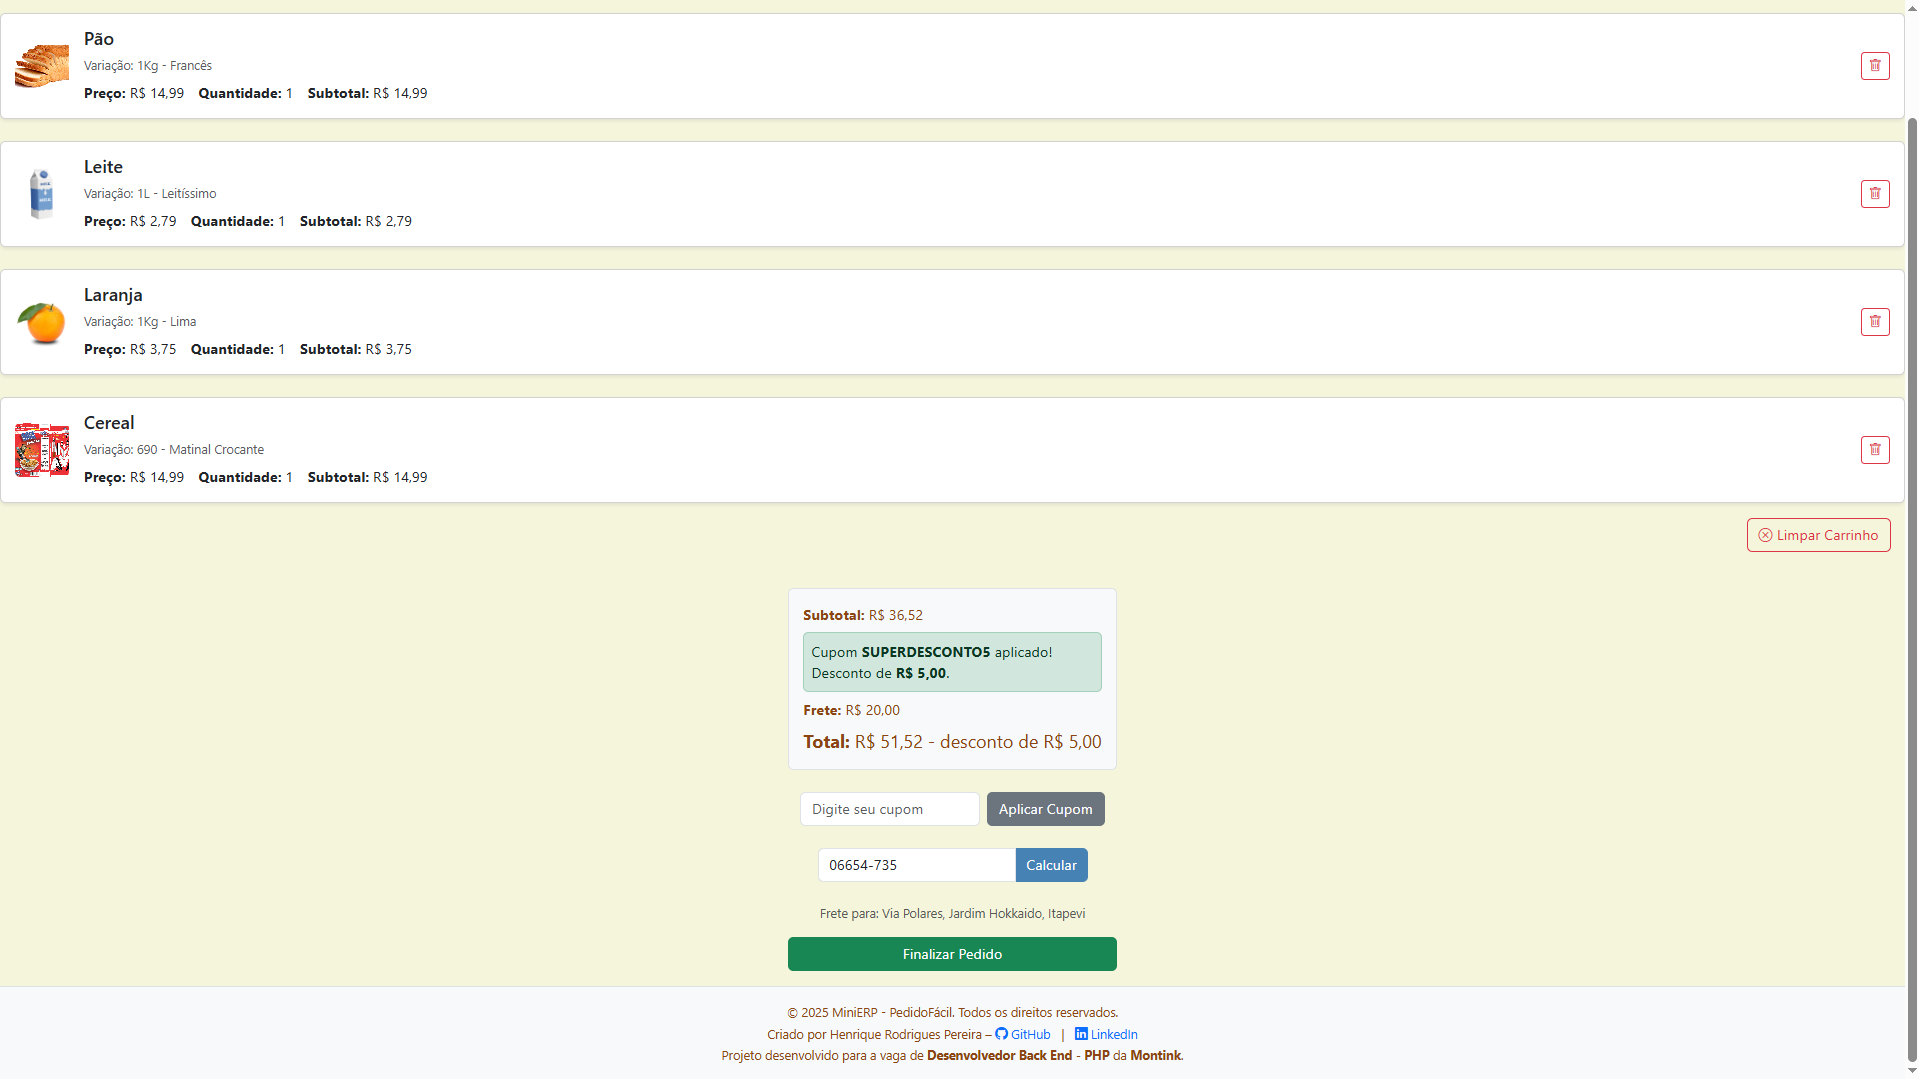 Pão
Variação: 1Kg - Francês
Preço: R$ 14,99 Quantidade: 1 Subtotal: R$ 14,99
Leite
Variação: 1L - Leitíssimo
Preço: R$ 2,79 Quantidade: 1 Subtotal: R$ 2,79
Laranja
Variação: 1Kg - Lima
Preço: R$ 3,75 Quantidade: 1 Subtotal: R$ 3,75
Cereal
Variação: 690 - Matinal Crocante
Preço: R$ 14,99 Quantidade: 1 Subtotal: R$ 14,99
Limpar Carrinho
Subtotal: R$ 36,52
Cupom SUPERDESCONTO5 aplicado!
Desconto de R$ 5,00.
Frete: R$ 20,00
Total: R$ 51,52 - desconto de R$ 5,00
Digite seu cupom Aplicar Cupom
06654-735 Calcular
Frete para: Via Polares, Jardim Hokkaido, Itapevi
Finalizar Pedido
© 2025 MiniERP - PedidoFácil. Todos os direitos reservados.
Criado por Henrique Rodrigues Pereira – GitHub | LinkedIn
Projeto desenvolvido para a vaga de Desenvolvedor Back End - PHP da Montink.